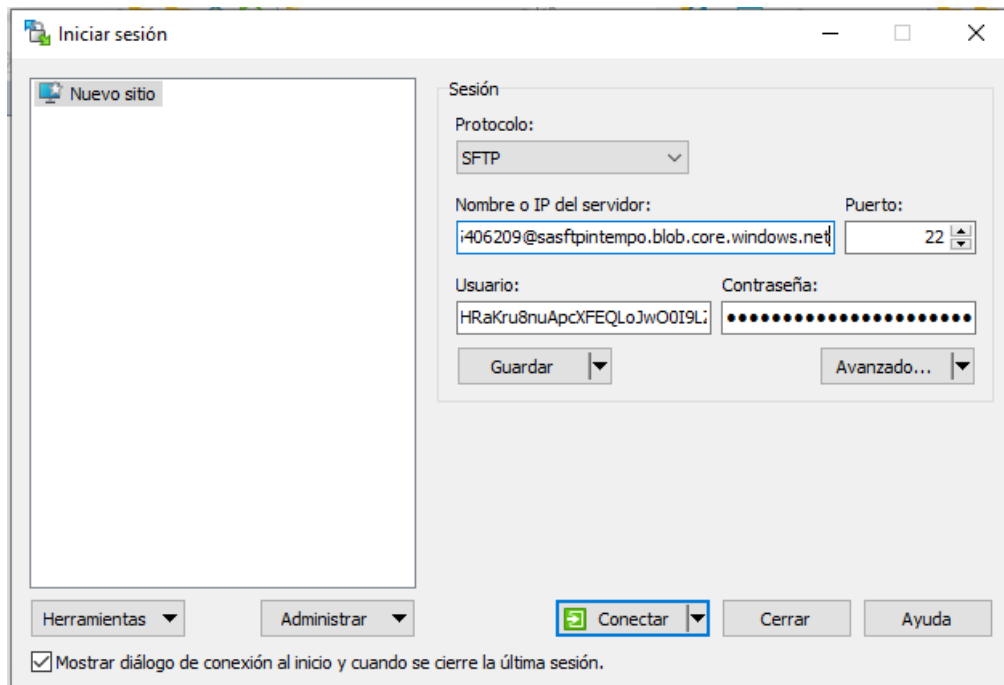 Iniciar sesión
Nuevo sitio
Sesión
Protocolo:
SFTP
Nombre o IP del servidor: Puerto:
406209@sasftpintempo.blob.core.windows.net 22
Usuario: Contraseña:
HRaKru8nuApcXFEQLoJwO0I9L
Guardar Avanzado...
Herramientas Administrar Conectar Cerrar Ayuda
Mostrar diálogo de conexión al inicio y cuando se cierre la última sesión.